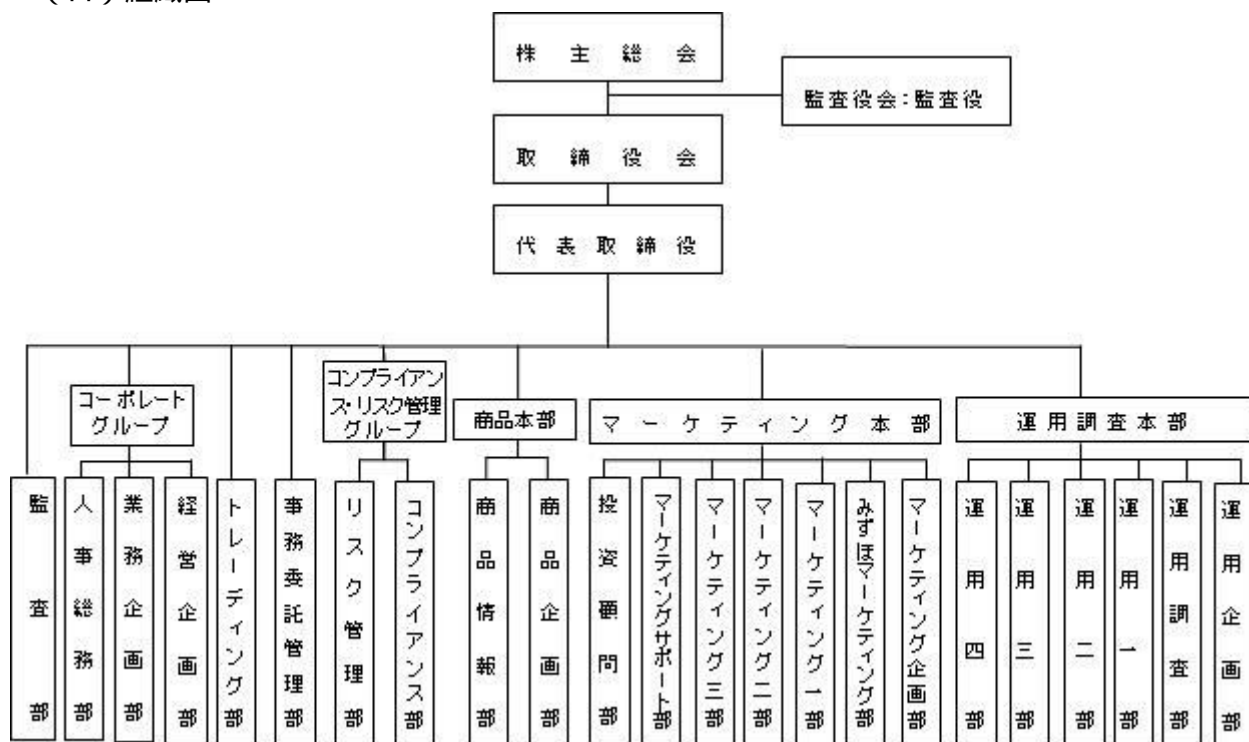 組織図
株主総会
監査役会:監査役
取締役会
代表取締役
コーポレート
グループ
コンプライアン
ス・リスク管理
グループ
商品本部
マーケティング本部
運用調査本部
監査部
人事総務部
業務企画部
経営企画部
トレーディング部
事務委託管理部
リスク管理部
コンプライアンス部
商品情報部
商品企画部
投資顧問部
マーケティングサポート部
マーケティング三部
マーケティング二部
マーケティング一部
みずほマーケティング部
マーケティング企画部
運用四部
運用三部
運用二部
運用一部
運用調査部
運用企画部